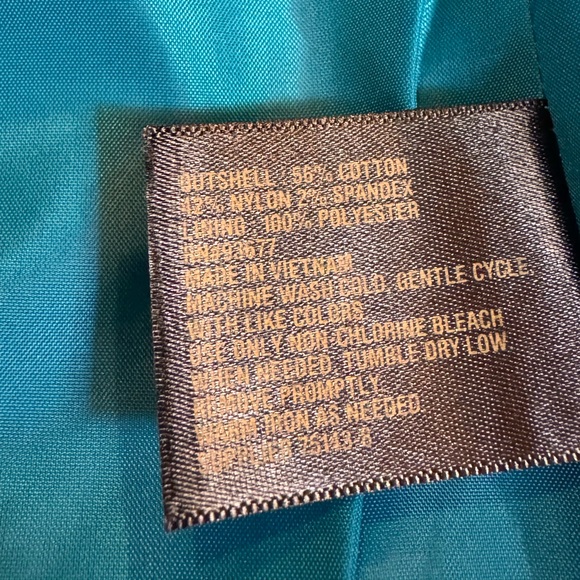 OUTSHELL: 56% COTTON
42% NYLON 2% SPANDEX
LINING: 100% POLYESTER
MADE IN VIETNAM
MACHINE WASH COLD, GENTLE CYCLE
WITH LIKE COLORS
USE ONLY NON-CHLORINE BLEACH
WHEN NEEDED, TUMBLE DRY LOW
REMOVE PROMPTLY
WARM IRON AS NEEDED